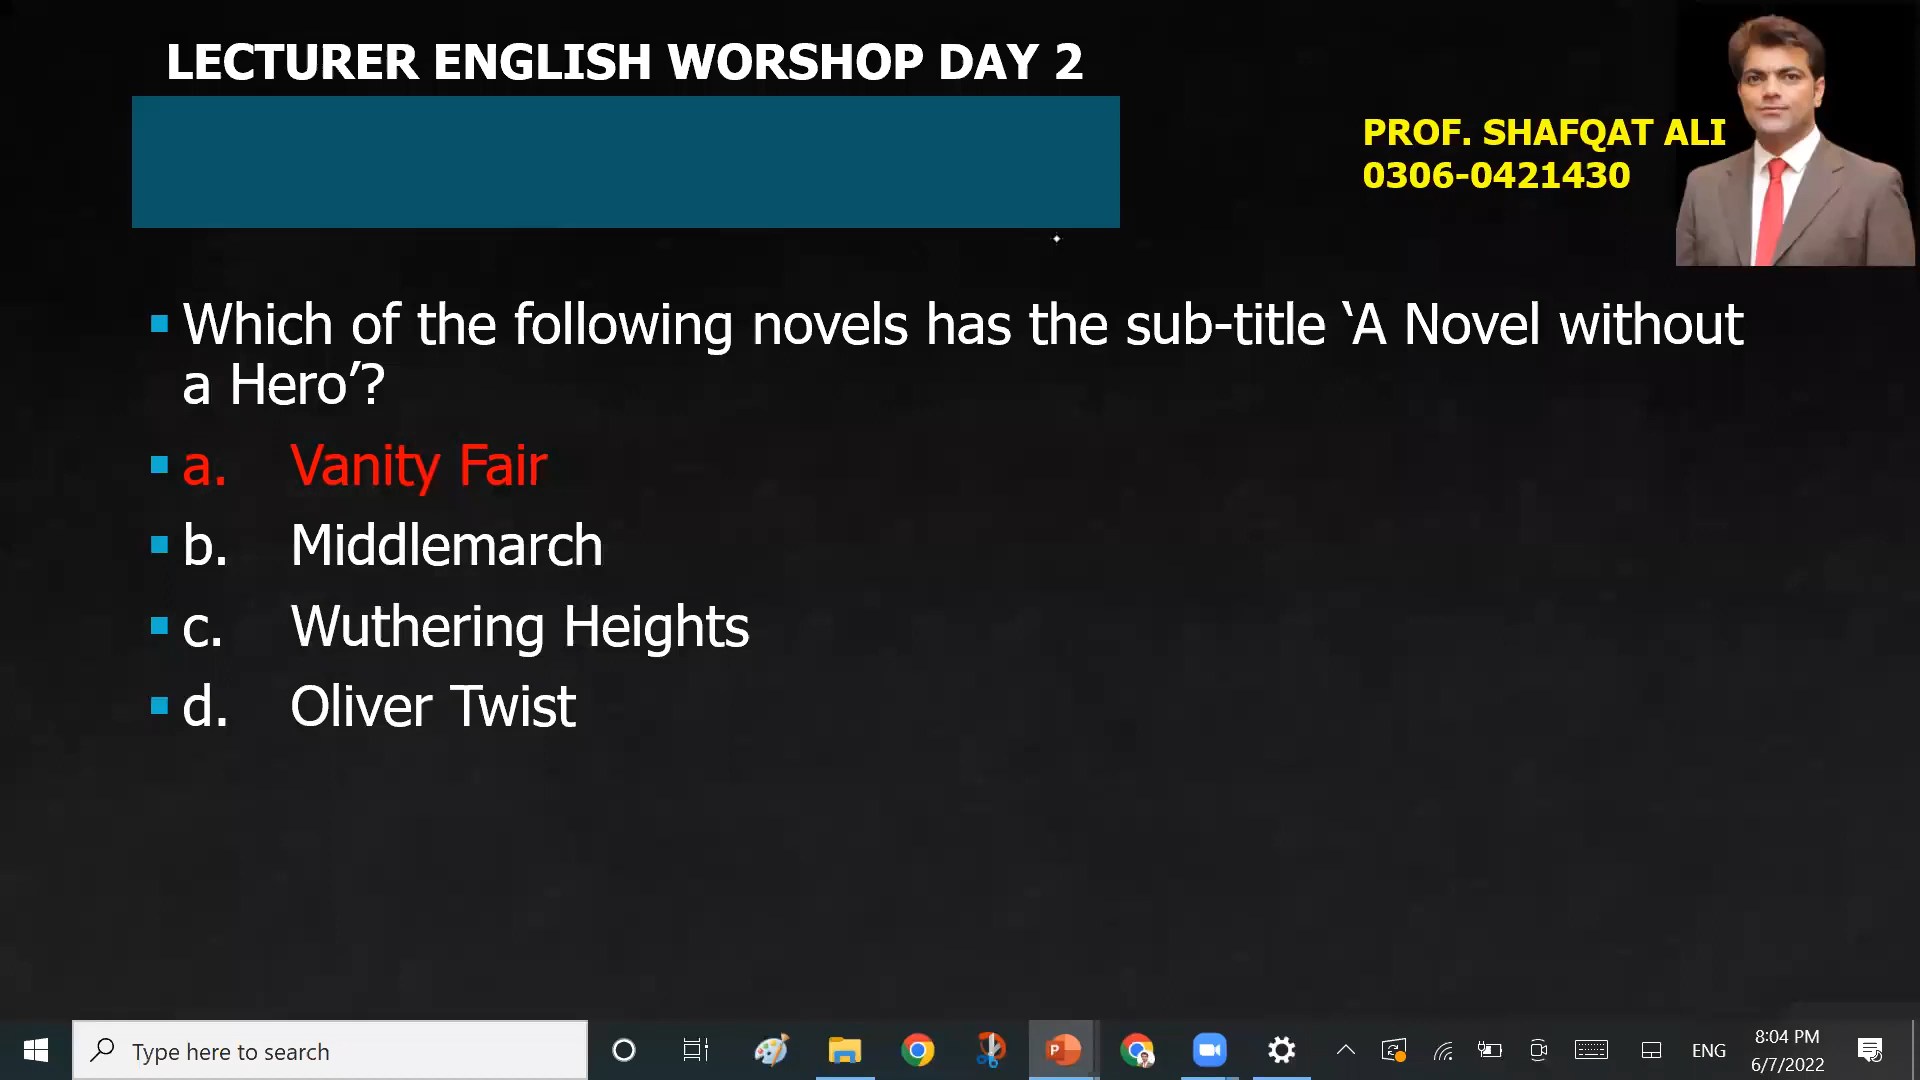 LECTURER ENGLISH WORSHOP DAY 2
PROF. SHAFQAT ALI
0306-0421430
Which of the following novels has the sub-title ‘A Novel without
a Hero’?
a. Vanity Fair
b. Middlemarch
c. Wuthering Heights
d. Oliver Twist
Type here to search
ENG
8:04 PM
6/7/2022